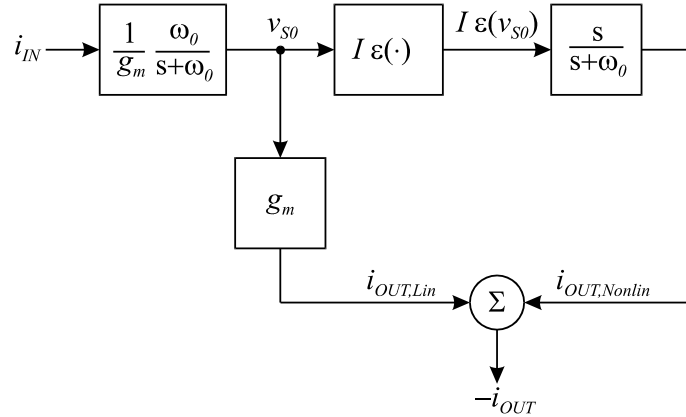 i_IN
1/g_m ω_0/(s+ω_0)
v_S0
I ε(·)
I ε(v_S0)
s/(s+ω_0)
g_m
i_OUT,Lin
Σ
i_OUT,Nonlin
−i_OUT